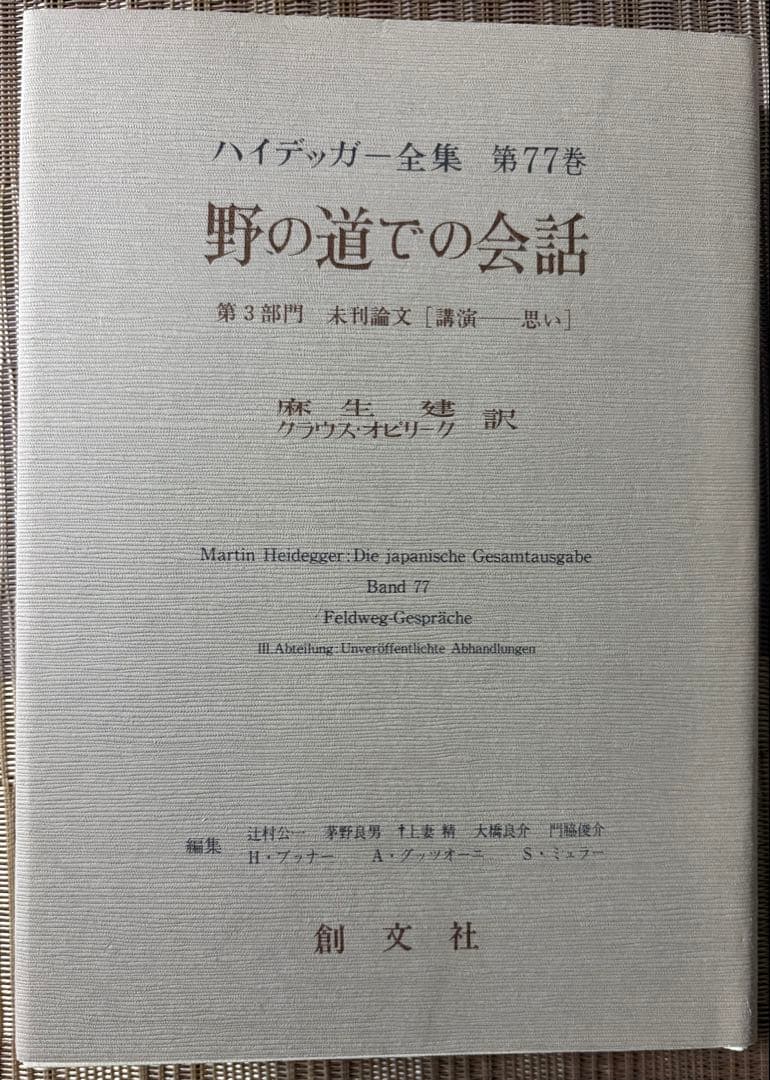 ハイデッガー全集 第77巻
野の道での会話
第3部門 未刊論文［講演――思い］
麻生 建
クラウス・オピリーク 訳
Martin Heidegger: Die japanische Gesamtausgabe
Band 77
Feldweg-Gespräche
III. Abteilung: Unveröffentlichte Abhandlungen
編集
辻村公一 茅野良男 †上妻 精 大橋良介 門脇俊介
H・ブッナー A・グッツオーニ S・ミュラー
創文社